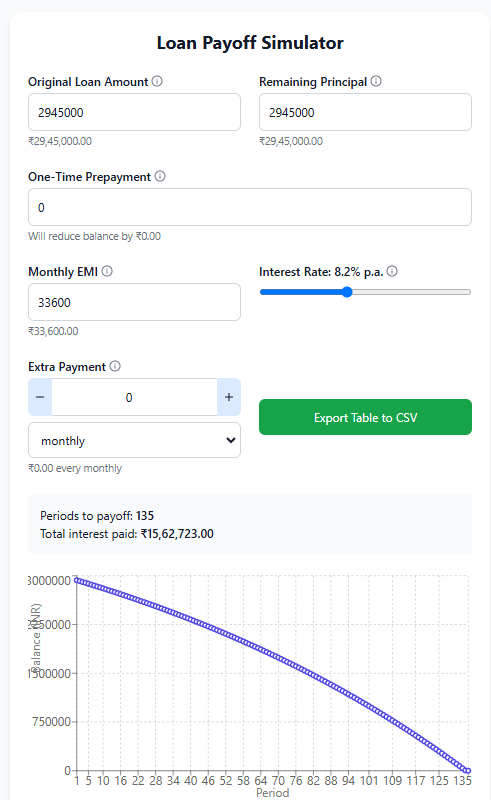 Loan Payoff Simulator
Original Loan Amount
Remaining Principal
2945000
2945000
₹29,45,000.00
₹29,45,000.00
One-Time Prepayment
0
Will reduce balance by ₹0.00
Monthly EMI
Interest Rate: 8.2% p.a.
33600
₹33,600.00
Extra Payment
− 0 +
Export Table to CSV
monthly
₹0.00 every monthly
Periods to payoff: 135
Total interest paid: ₹15,62,723.00
3000000
2250000
Balance (INR)
1500000
750000
0
1 5 10 16 22 28 34 40 46 52 58 64 70 76 82 88 94 101 109 117 125 135
Period